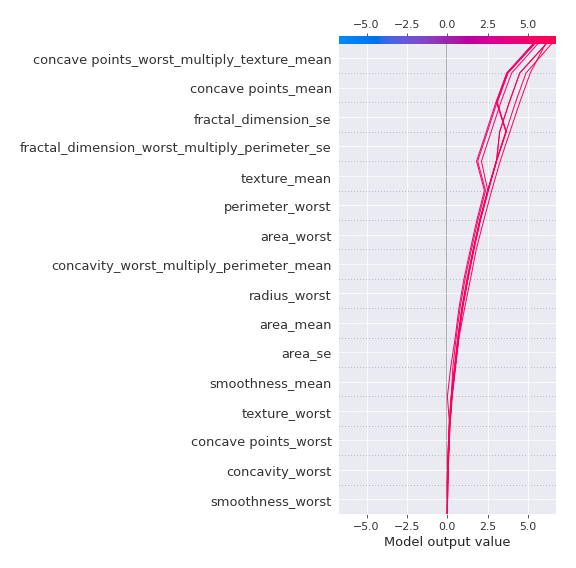 −5.0 −2.5 0.0 2.5 5.0
concave points_worst_multiply_texture_mean
concave points_mean
fractal_dimension_se
fractal_dimension_worst_multiply_perimeter_se
texture_mean
perimeter_worst
area_worst
concavity_worst_multiply_perimeter_mean
radius_worst
area_mean
area_se
smoothness_mean
texture_worst
concave points_worst
concavity_worst
smoothness_worst
−5.0 −2.5 0.0 2.5 5.0
Model output value